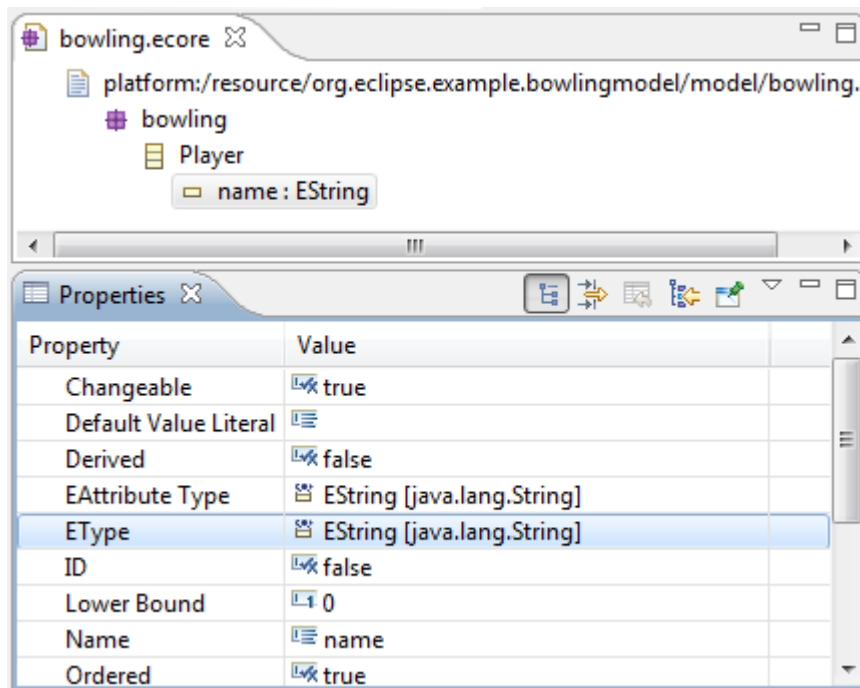 bowling.ecore
platform:/resource/org.eclipse.example.bowlingmodel/model/bowling.
bowling
Player
name : EString
Properties
Property Value
Changeable true
Default Value Literal
Derived false
EAttribute Type EString [java.lang.String]
EType EString [java.lang.String]
ID false
Lower Bound 0
Name name
Ordered true